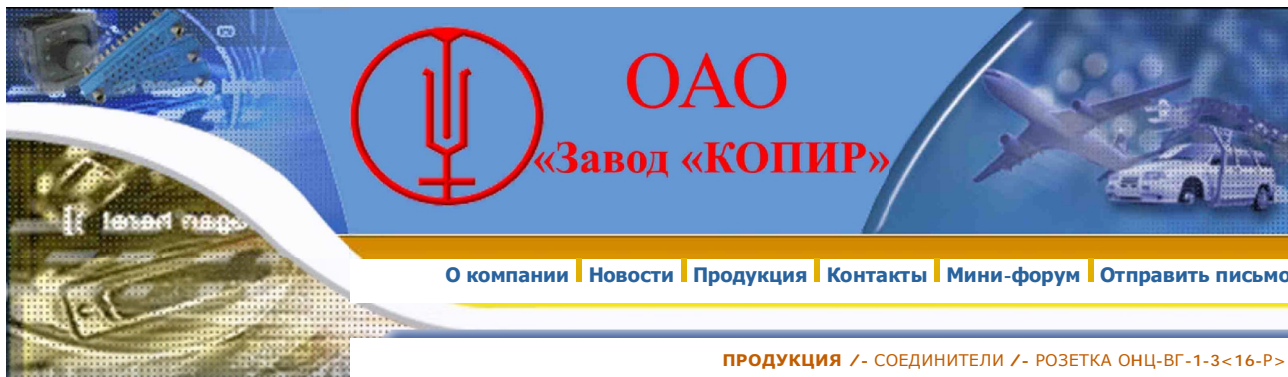 ОАО
«Завод «КОПИР»
О компании Новости Продукция Контакты Мини-форум Отправить письмо
ПРОДУКЦИЯ /- СОЕДИНИТЕЛИ /- РОЗЕТКА ОНЦ-ВГ-1-3<16-Р>